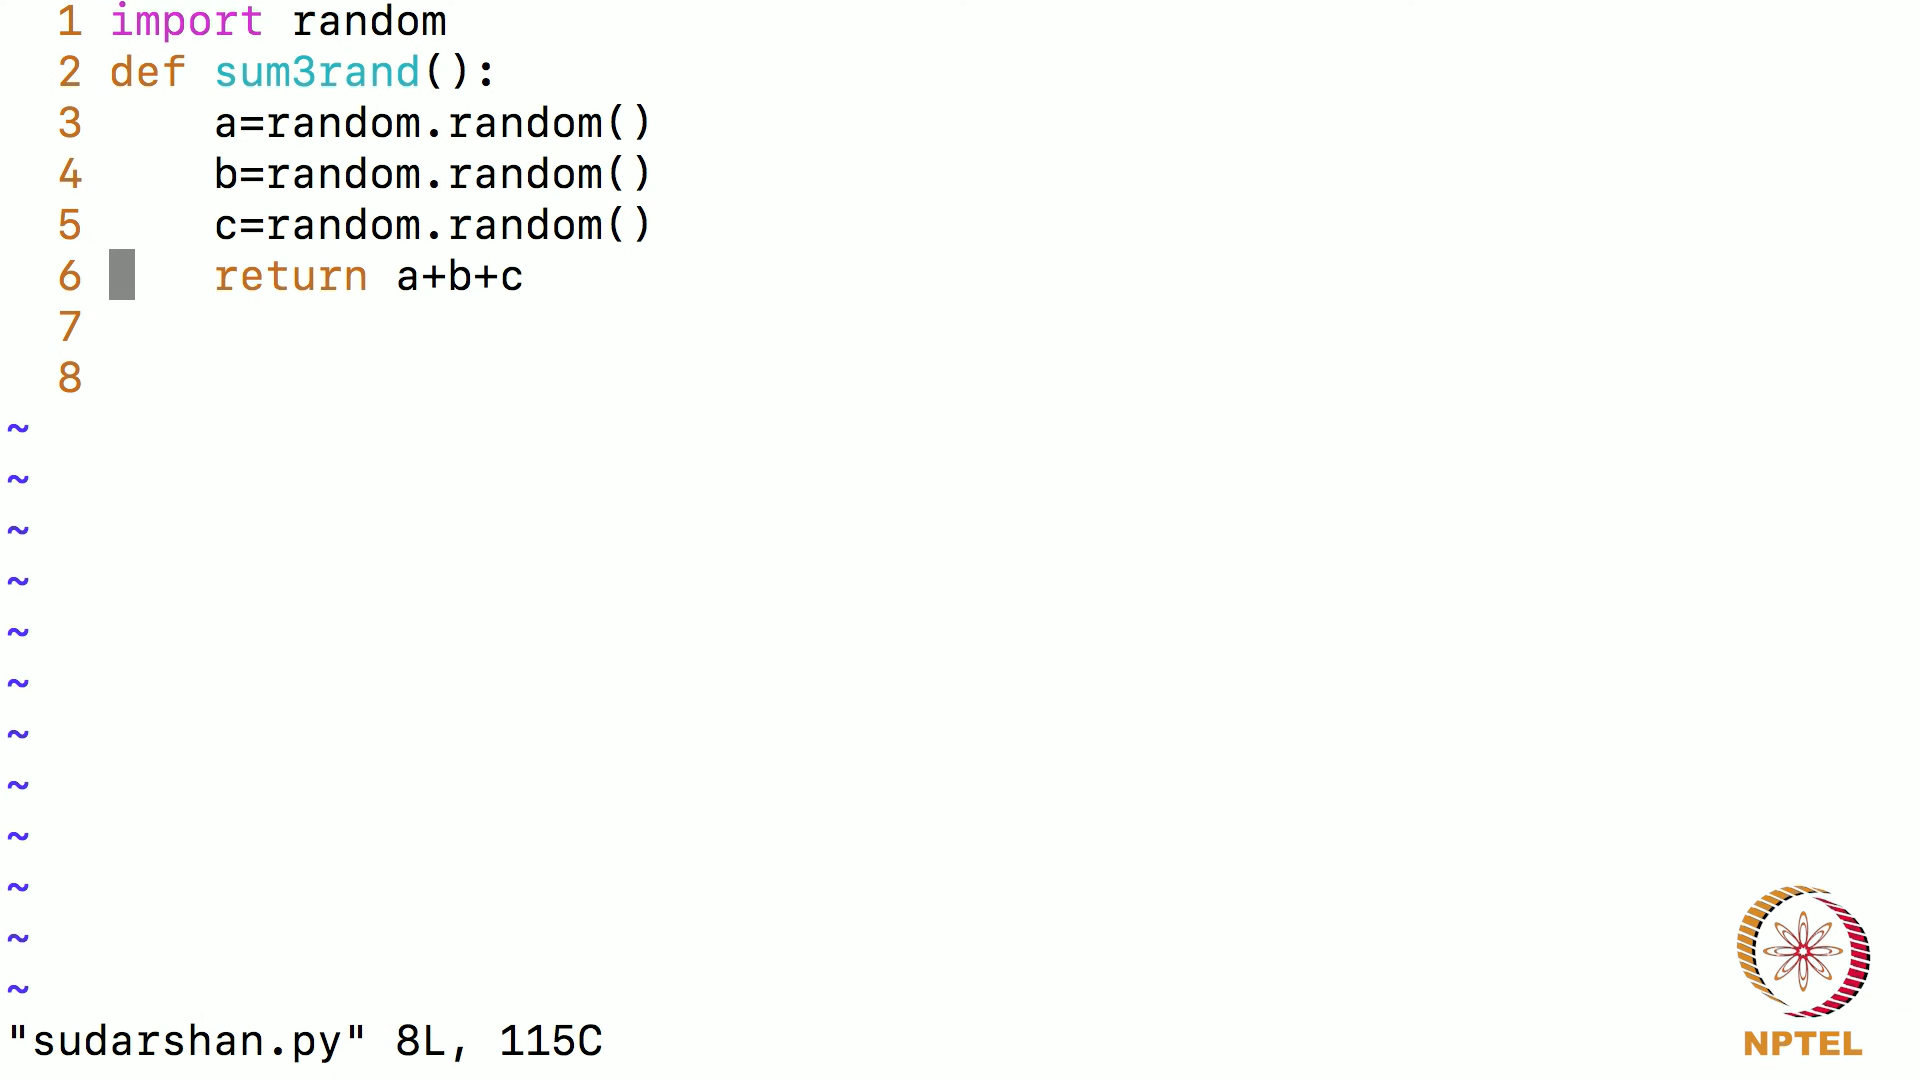 1 import random
2 def sum3rand():
3     a=random.random()
4     b=random.random()
5     c=random.random()
6     return a+b+c
7
8
~
~
~
~
~
~
~
~
~
~
~
~
"sudarshan.py" 8L, 115C
NPTEL